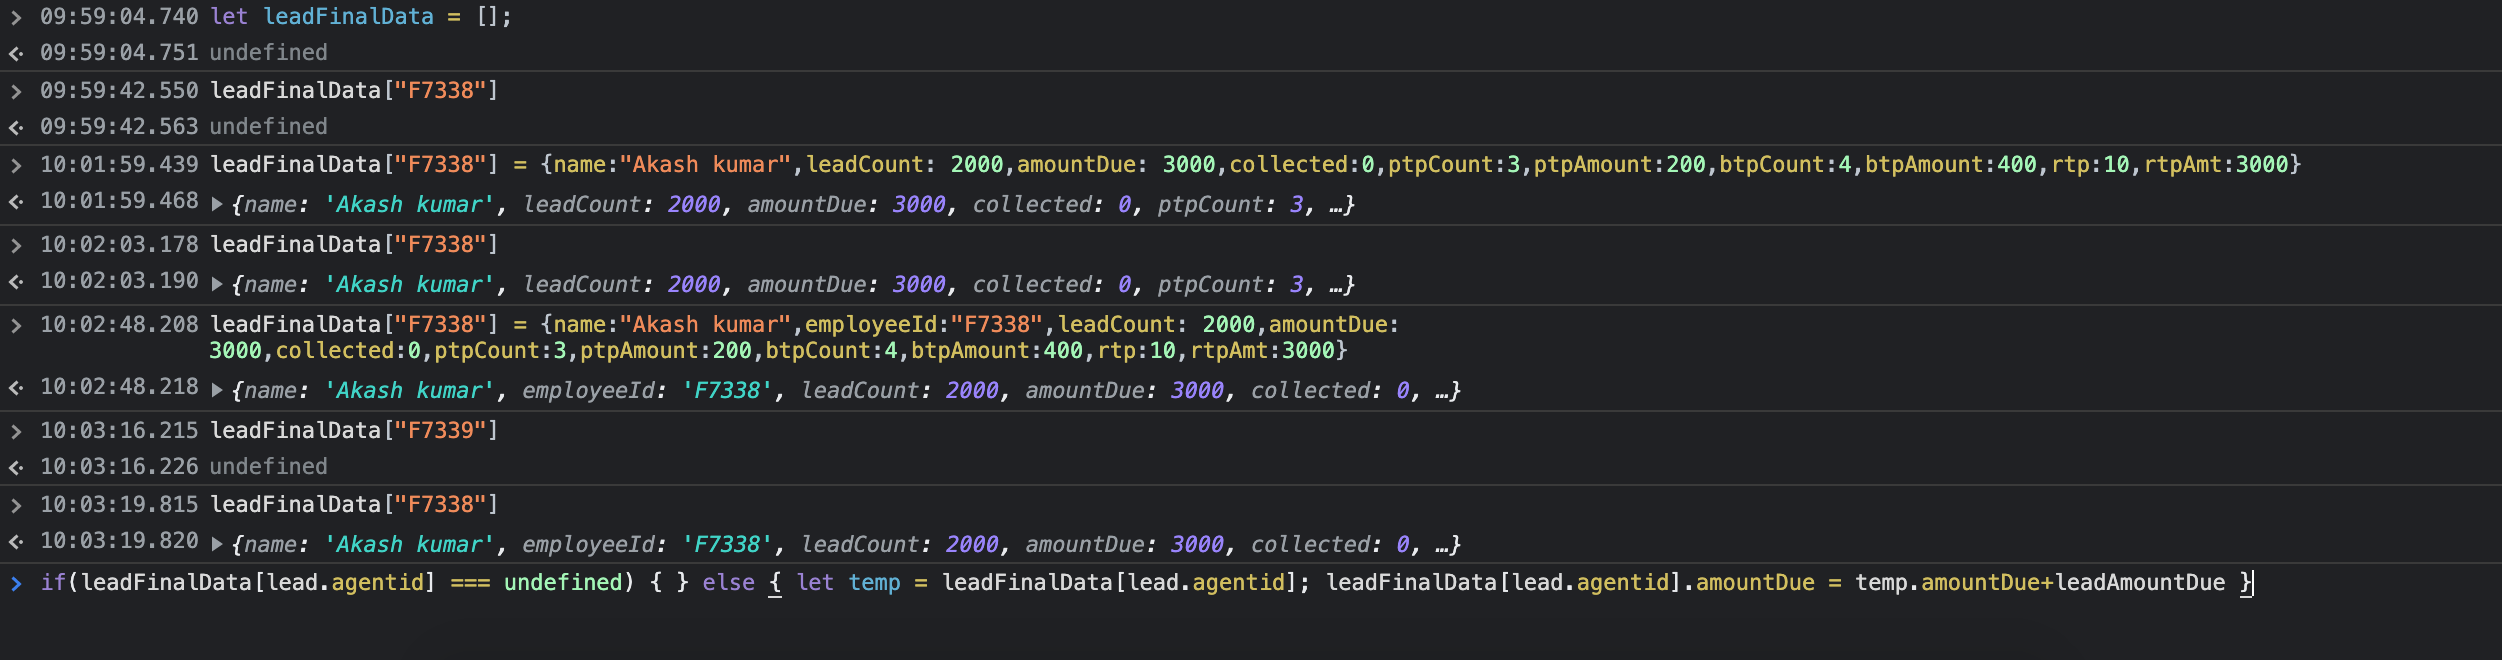 09:59:04.740 let leadFinalData = [];
09:59:04.751 undefined
09:59:42.550 leadFinalData["F7338"]
09:59:42.563 undefined
10:01:59.439 leadFinalData["F7338"] = {name:"Akash kumar",leadCount: 2000,amountDue: 3000,collected:0,ptpCount:3,ptpAmount:200,btpCount:4,btpAmount:400,rtp:10,rtpAmt:3000}
10:01:59.468 ▶{name: 'Akash kumar', leadCount: 2000, amountDue: 3000, collected: 0, ptpCount: 3, …}
10:02:03.178 leadFinalData["F7338"]
10:02:03.190 ▶{name: 'Akash kumar', leadCount: 2000, amountDue: 3000, collected: 0, ptpCount: 3, …}
10:02:48.208 leadFinalData["F7338"] = {name:"Akash kumar",employeeId:"F7338",leadCount: 2000,amountDue:
3000,collected:0,ptpCount:3,ptpAmount:200,btpCount:4,btpAmount:400,rtp:10,rtpAmt:3000}
10:02:48.218 ▶{name: 'Akash kumar', employeeId: 'F7338', leadCount: 2000, amountDue: 3000, collected: 0, …}
10:03:16.215 leadFinalData["F7339"]
10:03:16.226 undefined
10:03:19.815 leadFinalData["F7338"]
10:03:19.820 ▶{name: 'Akash kumar', employeeId: 'F7338', leadCount: 2000, amountDue: 3000, collected: 0, …}
if(leadFinalData[lead.agentid] === undefined) { } else { let temp = leadFinalData[lead.agentid]; leadFinalData[lead.agentid].amountDue = temp.amountDue+leadAmountDue }